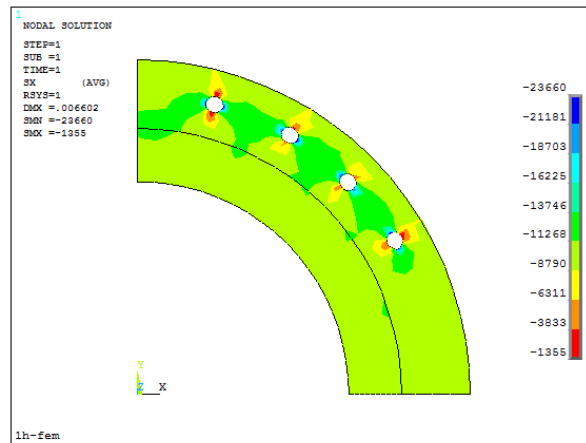 1
NODAL SOLUTION
STEP=1
SUB =1
TIME=1
SX (AVG)
RSYS=1
DMX =.006602
SMN =-23660
SMX =-1355
-23660
-21181
-18703
-16225
-13746
-11268
-8790
-6311
-3833
-1355
Y
Z X
1h-fem